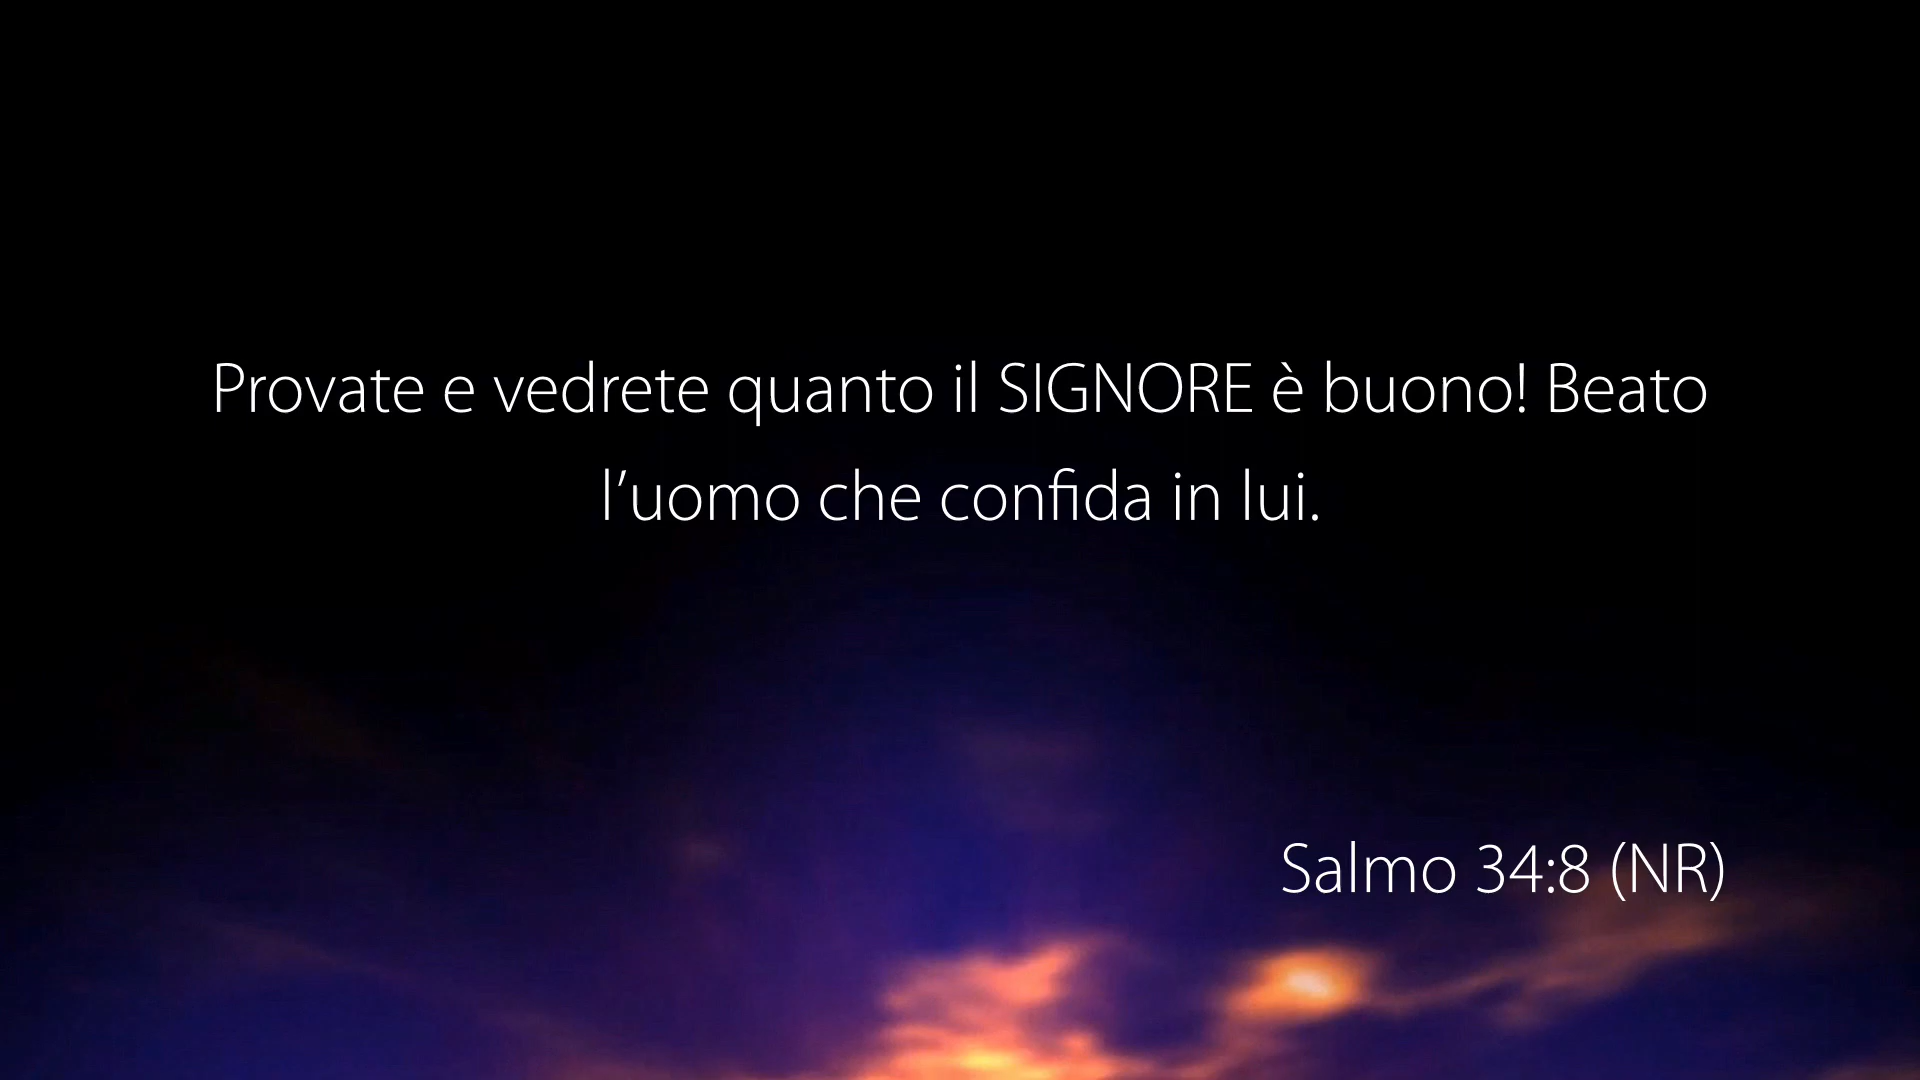 Provate e vedrete quanto il SIGNORE è buono! Beato
l’uomo che confida in lui.
Salmo 34:8 (NR)